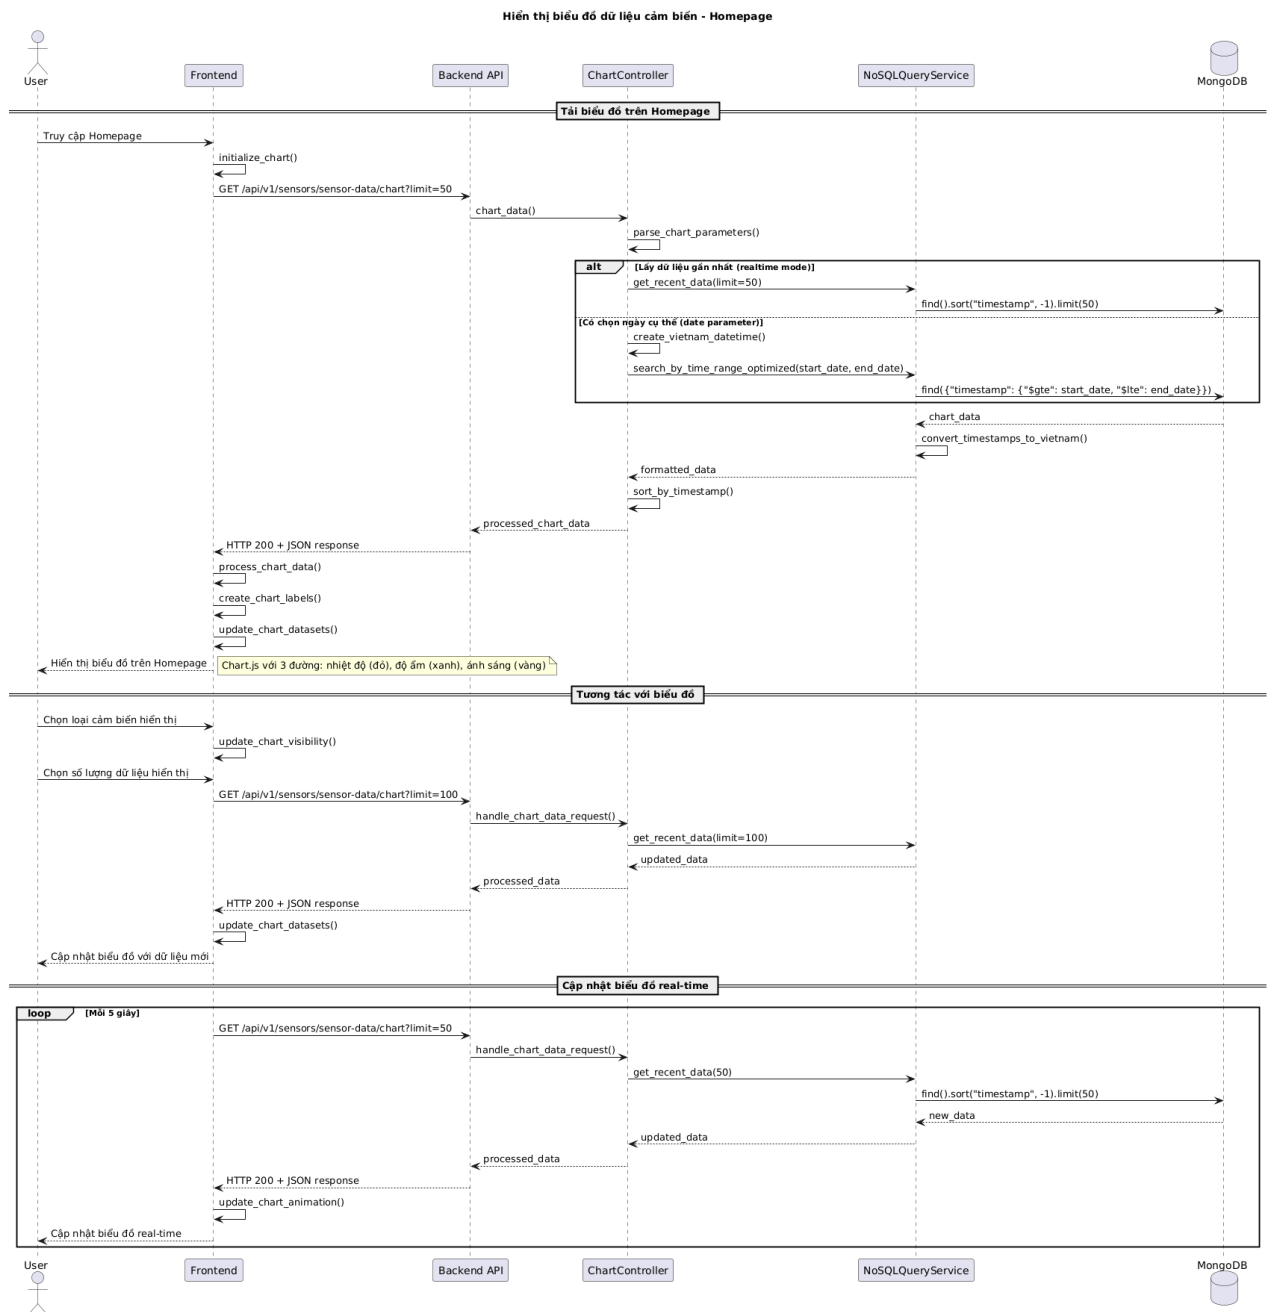 Hiển thị biểu đồ dữ liệu cảm biến - Homepage
User
Frontend
Backend API
ChartController
NoSQLQueryService
MongoDB
Tải biểu đồ trên Homepage
Truy cập Homepage
initialize_chart()
GET /api/v1/sensors/sensor-data/chart?limit=50
chart_data()
parse_chart_parameters()
alt
[Lấy dữ liệu gần nhất (realtime mode)]
get_recent_data(limit=50)
find().sort("timestamp", -1).limit(50)
[Có chọn ngày cụ thể (date parameter)]
create_vietnam_datetime()
search_by_time_range_optimized(start_date, end_date)
find({"timestamp": {"$gte": start_date, "$lte": end_date}})
chart_data
convert_timestamps_to_vietnam()
formatted_data
sort_by_timestamp()
processed_chart_data
HTTP 200 + JSON response
process_chart_data()
create_chart_labels()
update_chart_datasets()
Hiển thị biểu đồ trên Homepage
Chart.js với 3 đường: nhiệt độ (đỏ), độ ẩm (xanh), ánh sáng (vàng)
Tương tác với biểu đồ
Chọn loại cảm biến hiển thị
update_chart_visibility()
Chọn số lượng dữ liệu hiển thị
GET /api/v1/sensors/sensor-data/chart?limit=100
handle_chart_data_request()
get_recent_data(limit=100)
updated_data
processed_data
HTTP 200 + JSON response
update_chart_datasets()
Cập nhật biểu đồ với dữ liệu mới
Cập nhật biểu đồ real-time
loop
[Mỗi 5 giây]
GET /api/v1/sensors/sensor-data/chart?limit=50
handle_chart_data_request()
get_recent_data(50)
find().sort("timestamp", -1).limit(50)
new_data
updated_data
processed_data
HTTP 200 + JSON response
update_chart_animation()
Cập nhật biểu đồ real-time
User
Frontend
Backend API
ChartController
NoSQLQueryService
MongoDB